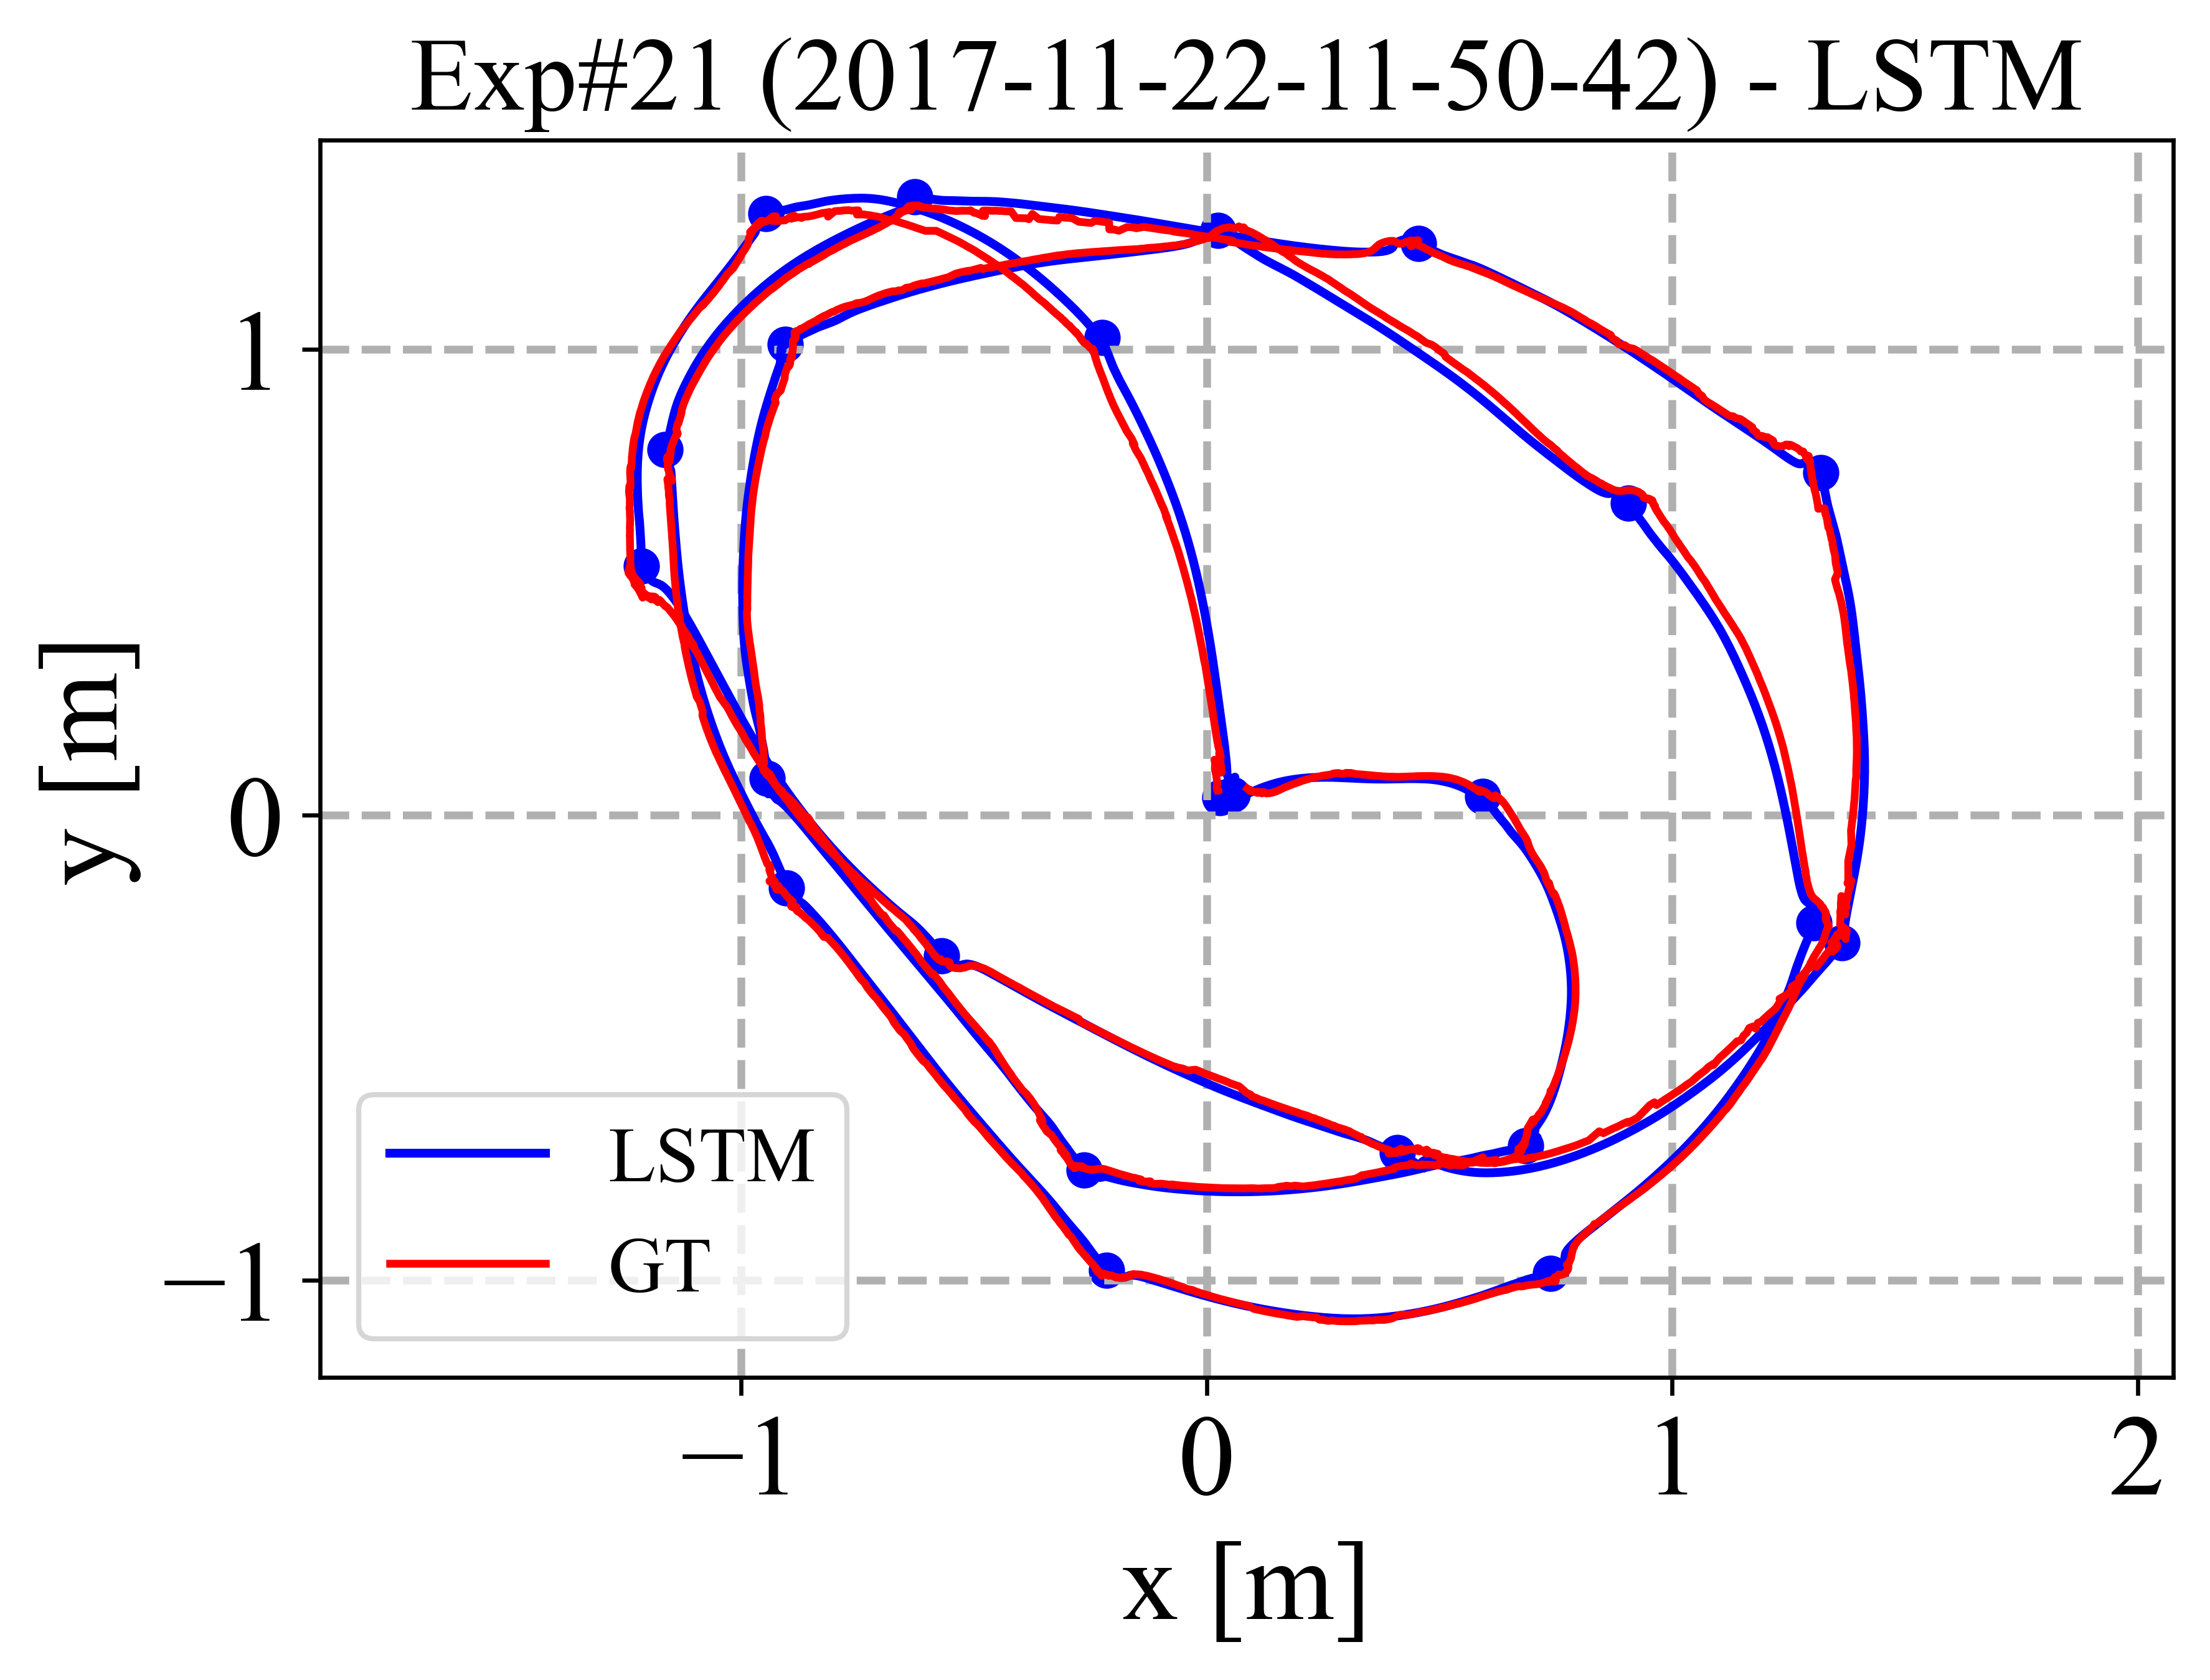 Exp#21 (2017-11-22-11-50-42) - LSTM
1
0
−1
y [m]
LSTM
GT
−1 0 1 2
x [m]